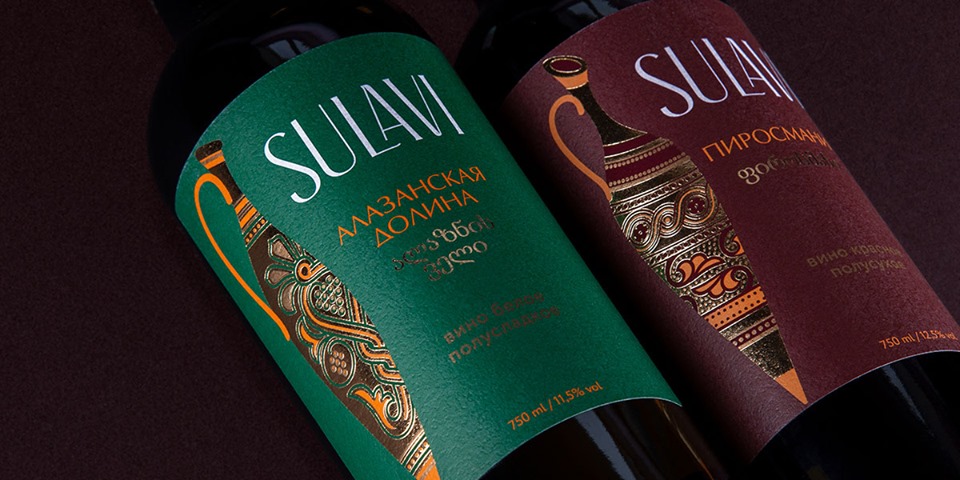 SULAVI
АЛАЗАНСКАЯ
ДОЛИНА
ალაზნის
ველი
вино белое
полусладкое
750 ml / 11,5% vol
SULAVI
ПИРОСМАНИ
вино красное
полусухое
750 ml / 12,5% vol